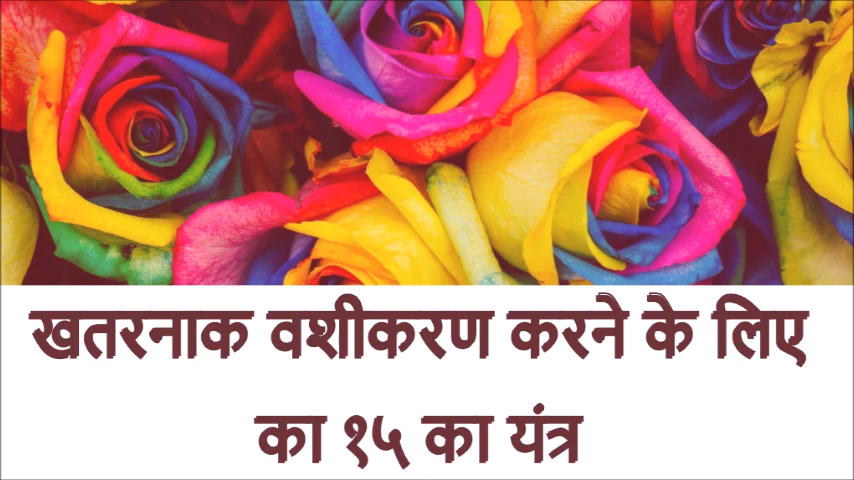 खतरनाक वशीकरण करने के लिए
का १५ का यंत्र